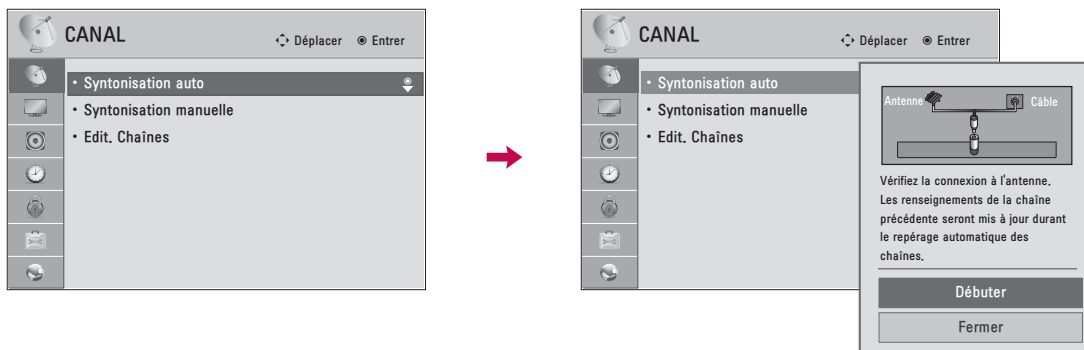 CANAL
Déplacer
Entrer
• Syntonisation auto
• Syntonisation manuelle
• Edit. Chaînes
CANAL
Déplacer
Entrer
• Syntonisation auto
• Syntonisation manuelle
• Edit. Chaînes
Antenne
Câble
Vérifiez la connexion à l'antenne.
Les renseignements de la chaîne
précédente seront mis à jour durant
le repérage automatique des
chaînes.
Débuter
Fermer